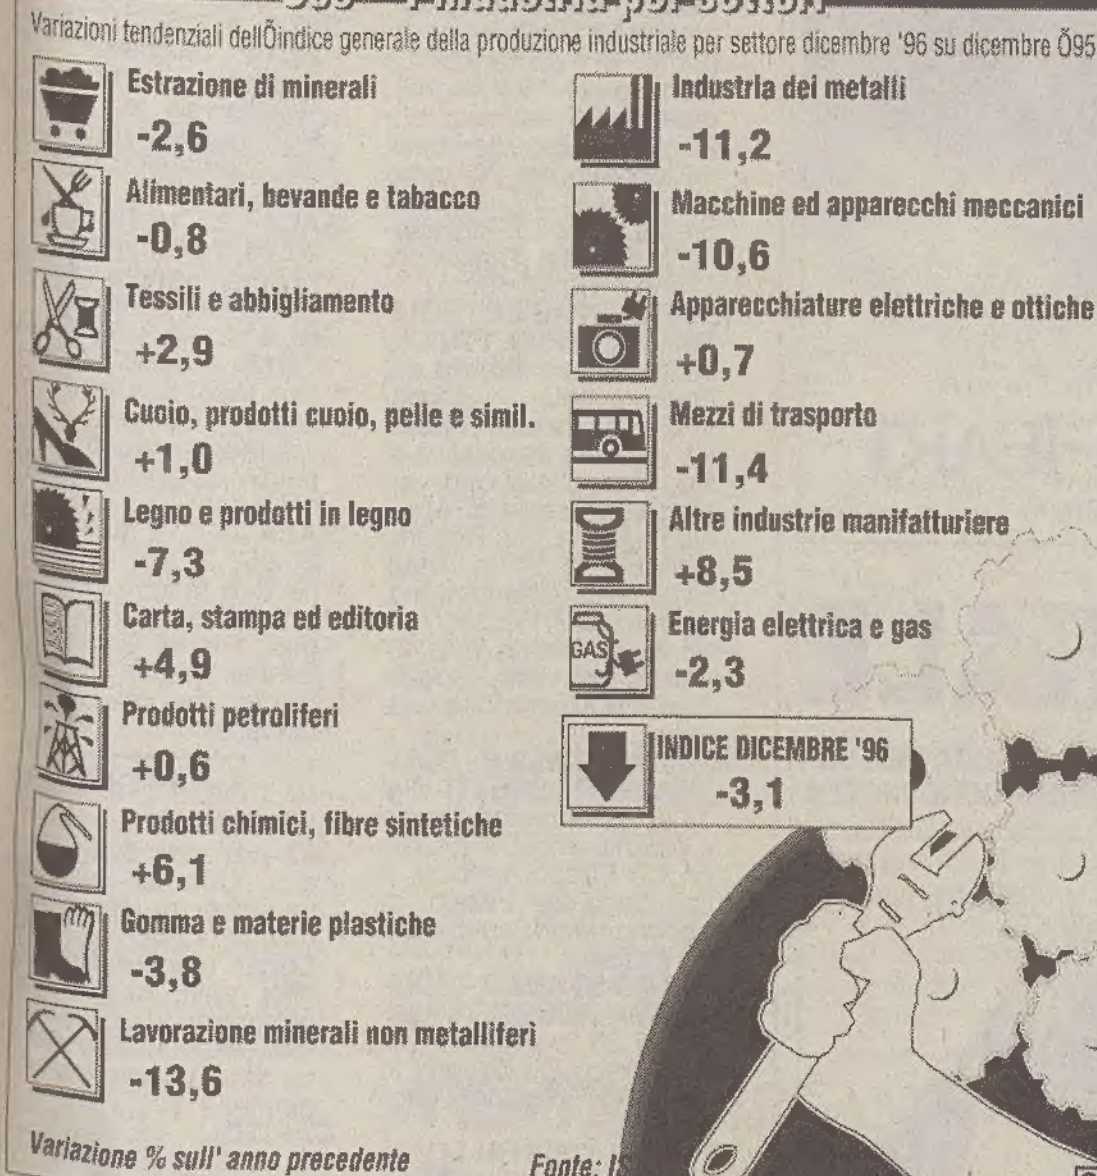 l'industria per settori
Variazioni tendenziali dellÕindice generale della produzione industriale per settore dicembre '96 su dicembre Õ95
Estrazione di minerali
-2,6
Alimentari, bevande e tabacco
-0,8
Tessili e abbigliamento
+2,9
Cuoio, prodotti cuoio, pelle e simil.
+1,0
Legno e prodotti in legno
-7,3
Carta, stampa ed editoria
+4,9
Prodotti petroliferi
+0,6
Prodotti chimici, fibre sintetiche
+6,1
Gomma e materie plastiche
-3,8
Lavorazione minerali non metalliferi
-13,6
Industria dei metalli
-11,2
Macchine ed apparecchi meccanici
-10,6
Apparecchiature elettriche e ottiche
+0,7
Mezzi di trasporto
-11,4
Altre industrie manifatturiere
+8,5
GAS
Energia elettrica e gas
-2,3
INDICE DICEMBRE '96
-3,1
Variazione % sull' anno precedente
Fonte: